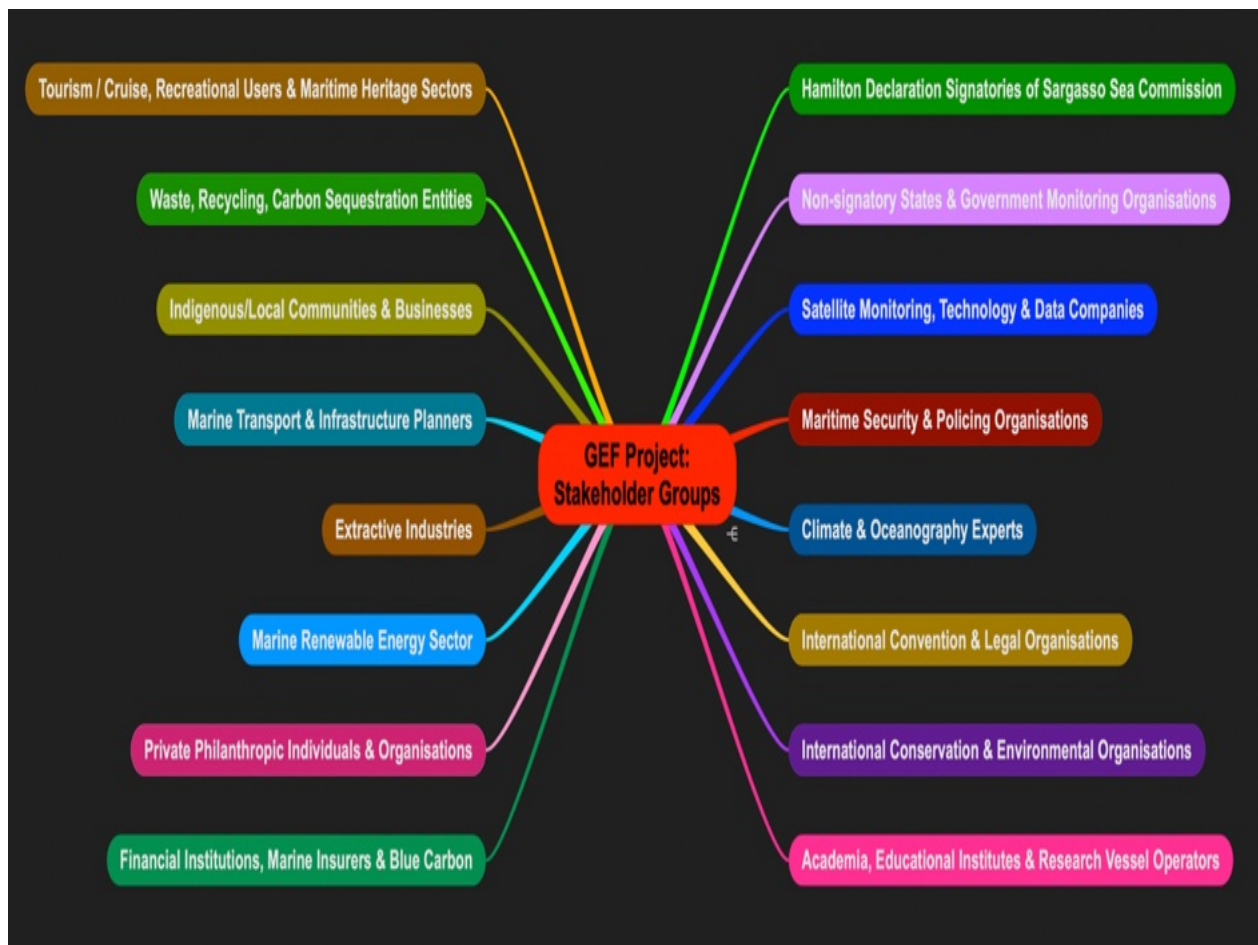 Tourism / Cruise, Recreational Users & Maritime Heritage Sectors
Waste, Recycling, Carbon Sequestration Entities
Indigenous/Local Communities & Businesses
Marine Transport & Infrastructure Planners
Extractive Industries
Marine Renewable Energy Sector
Private Philanthropic Individuals & Organisations
Financial Institutions, Marine Insurers & Blue Carbon
GEF Project:
Stakeholder Groups
Hamilton Declaration Signatories of Sargasso Sea Commission
Non-signatory States & Government Monitoring Organisations
Satellite Monitoring, Technology & Data Companies
Maritime Security & Policing Organisations
Climate & Oceanography Experts
International Convention & Legal Organisations
International Conservation & Environmental Organisations
Academia, Educational Institutes & Research Vessel Operators